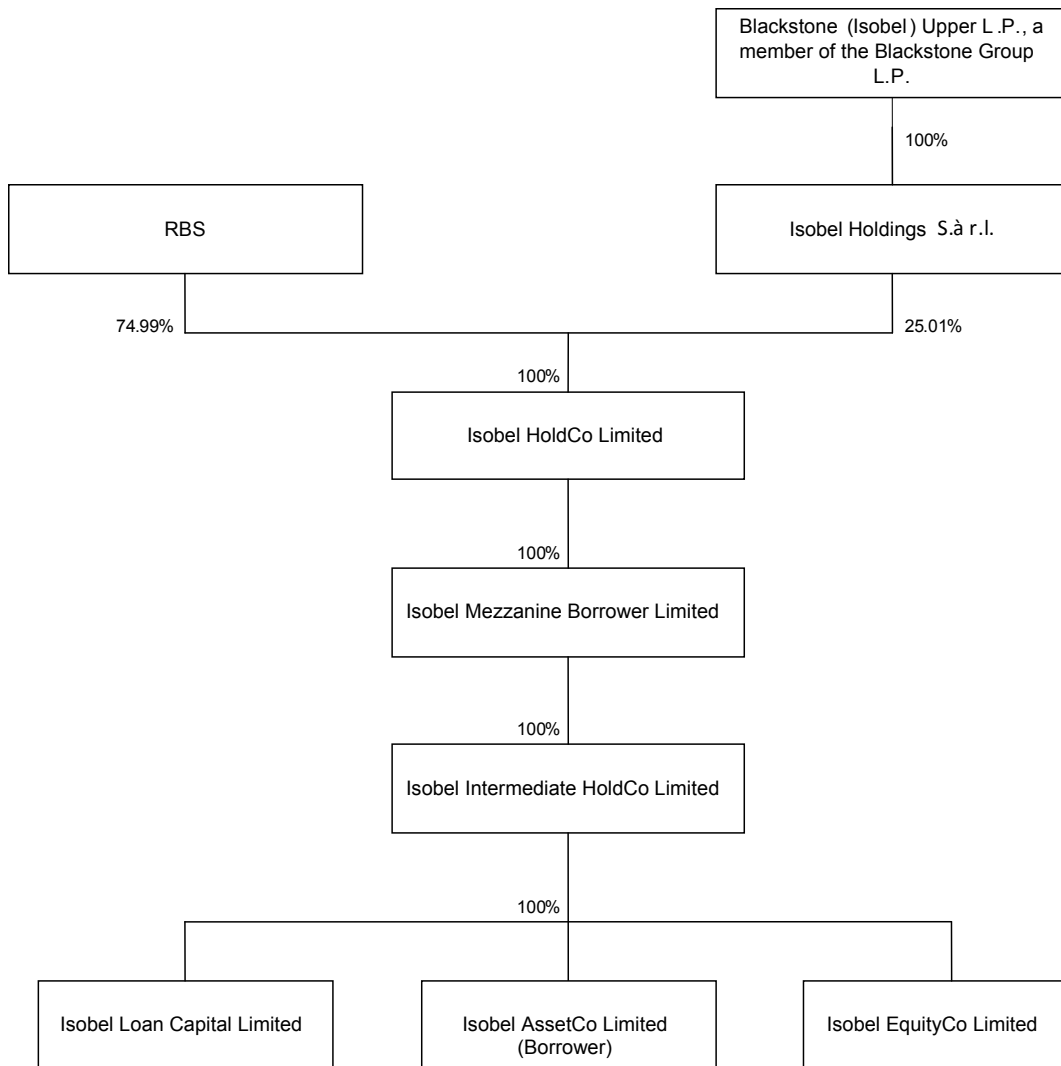 Blackstone (Isobel) Upper L.P., a
member of the Blackstone Group
L.P.
100%
RBS
Isobel Holdings S.à r.l.
74.99%
25.01%
100%
Isobel HoldCo Limited
100%
Isobel Mezzanine Borrower Limited
100%
Isobel Intermediate HoldCo Limited
100%
Isobel Loan Capital Limited
Isobel AssetCo Limited
(Borrower)
Isobel EquityCo Limited